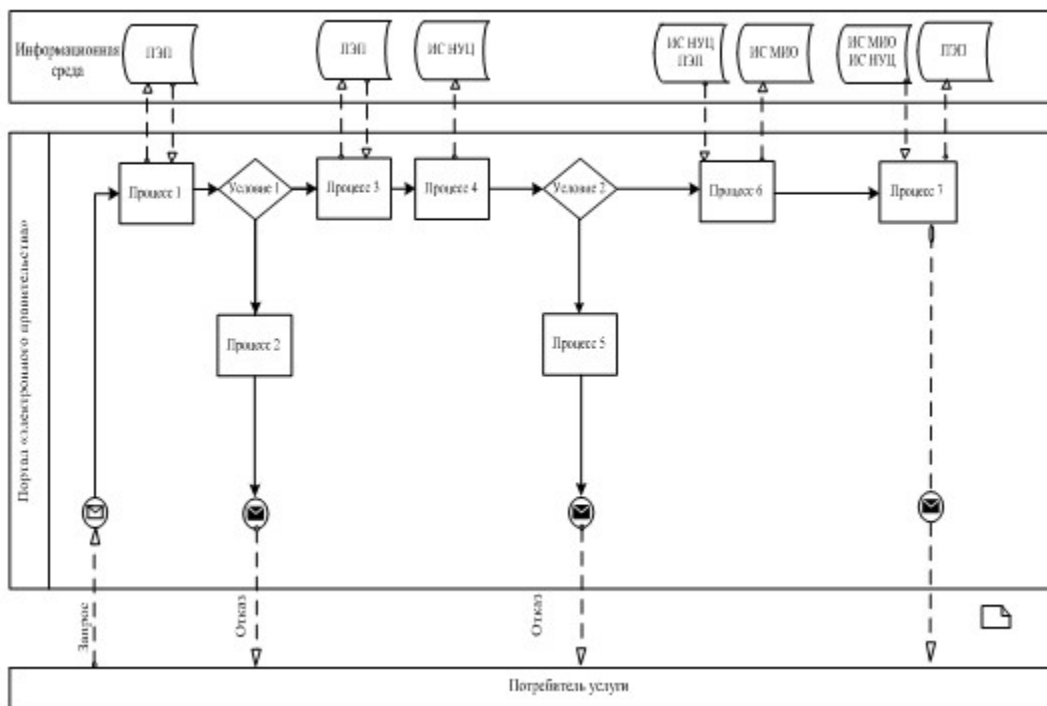 Информационная
среда
ПЭП
ПЭП
ИС НУЦ
ИС НУЦ
ПЭП
ИС МИО
ИС МИО
ИС НУЦ
ПЭП
Портал «электронного правительства»
Процесс 1
Условие 1
Процесс 3
Процесс 4
Условие 2
Процесс 6
Процесс 7
Процесс 2
Процесс 5
Запрос
Отказ
Отказ
Потребитель услуги